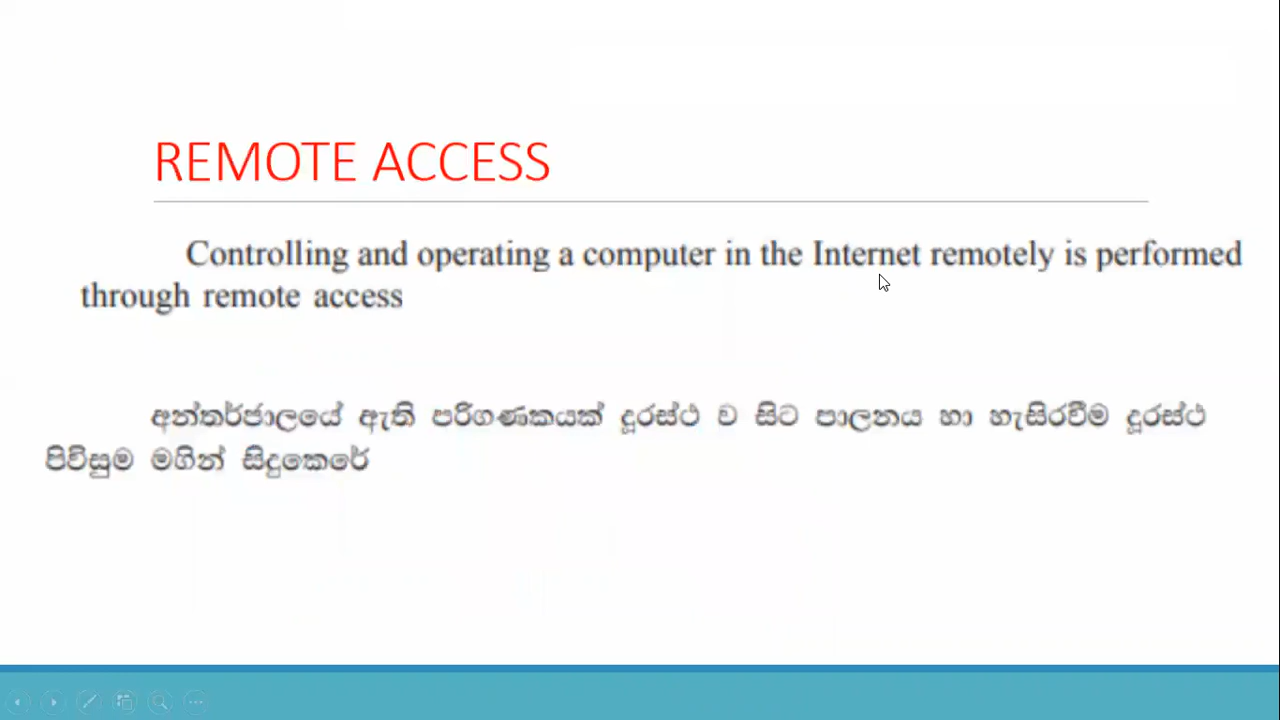 REMOTE ACCESS
Controlling and operating a computer in the Internet remotely is performed
through remote access
අන්තර්ජාලයේ ඇති පරිගණකයක් දූරස්ථ ව සිට පාලනය හා හැසිරවීම දූරස්ථ
පිවිසුම මගින් සිදුකෙරේ